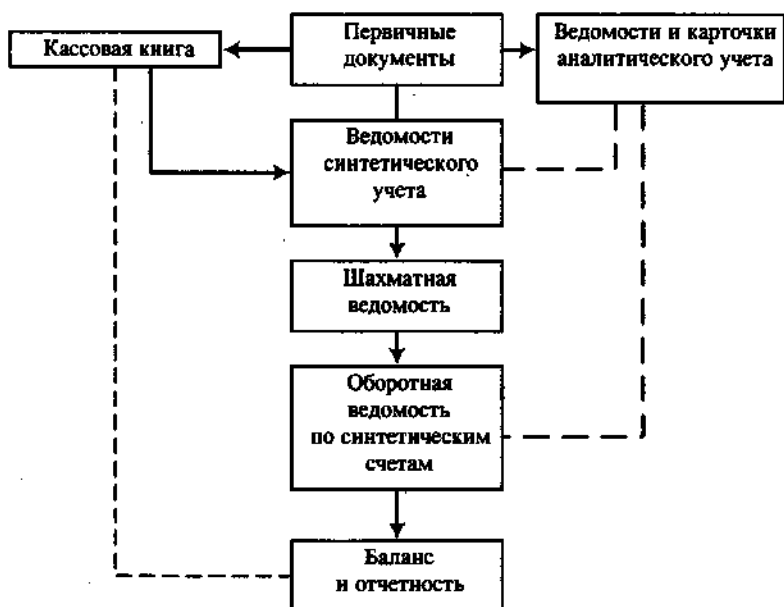 Кассовая книга
Первичные
документы
Ведомости и карточки
аналитического учета
Ведомости
синтетического
учета
Шахматная
ведомость
Оборотная
ведомость
по синтетическим
счетам
Баланс
и отчетность